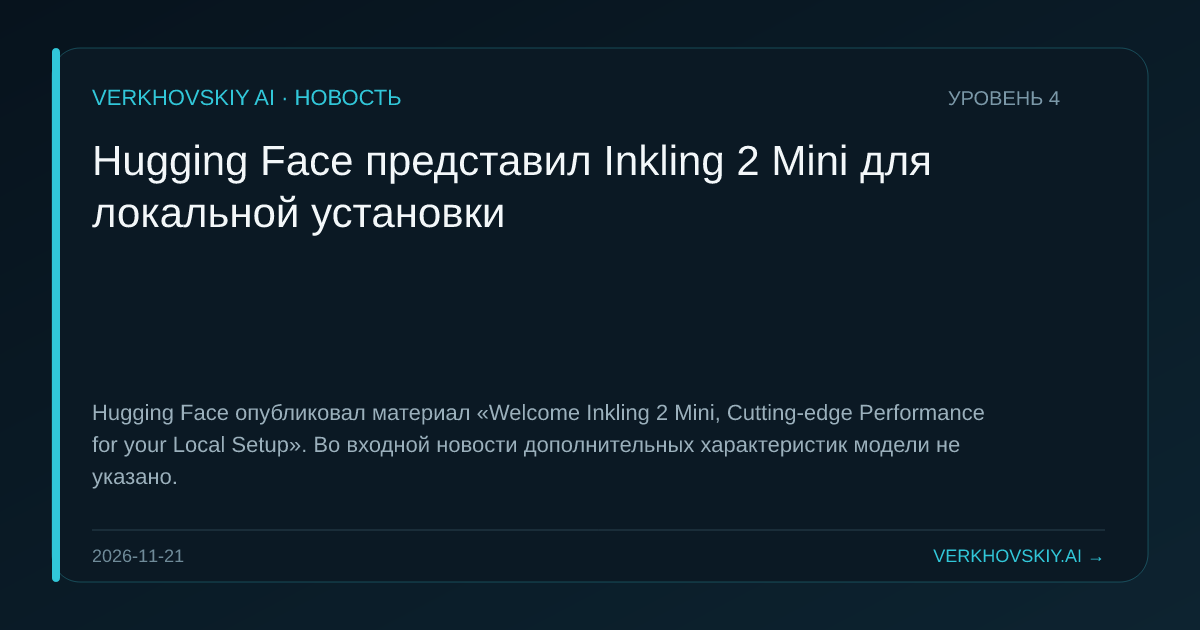 VERKHOVSKIY AI · НОВОСТЬ
УРОВЕНЬ 4
Hugging Face представил Inkling 2 Mini для
локальной установки
Hugging Face опубликовал материал «Welcome Inkling 2 Mini, Cutting-edge Performance
for your Local Setup». Во входной новости дополнительных характеристик модели не
указано.
2026-11-21
VERKHOVSKIY.AI →